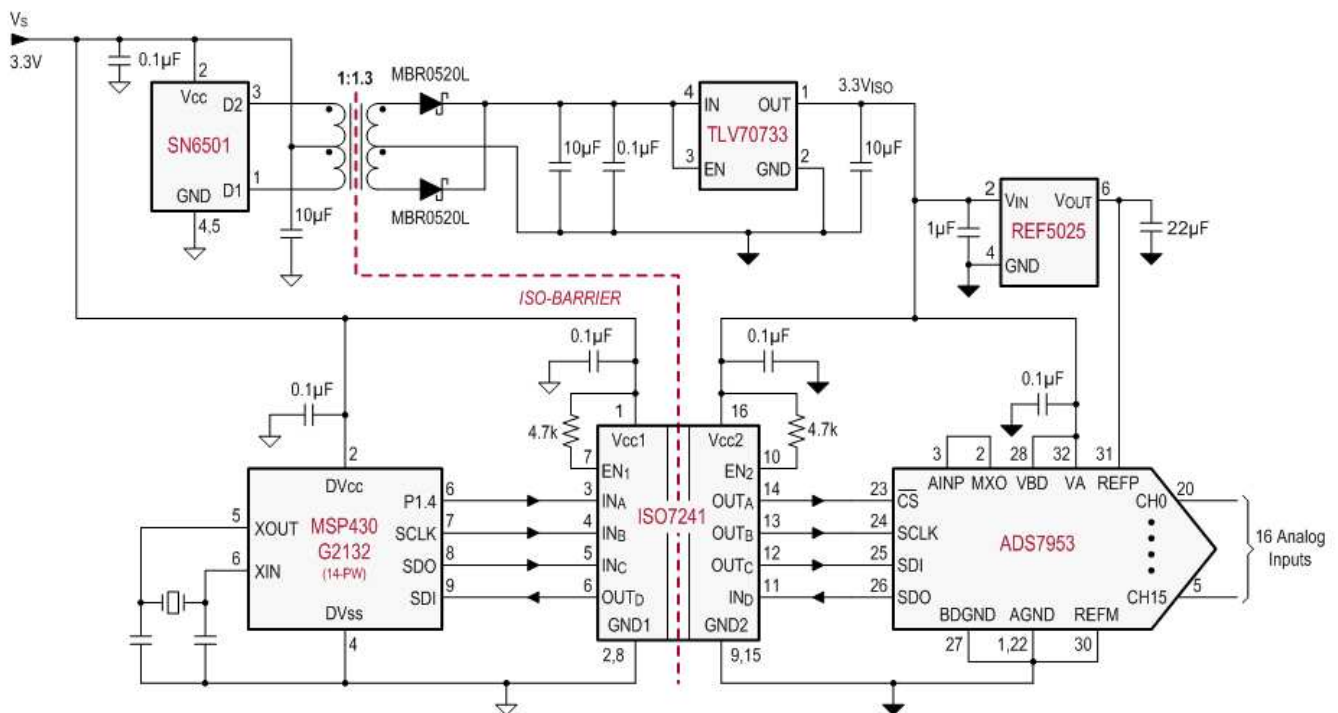 VS
3.3V
0.1µF
2
Vcc
D2
3
SN6501
D1
1
GND
4,5
10µF
1:1.3
MBR0520L
MBR0520L
10µF
0.1µF
4
IN
OUT
1
TLV70733
3
EN
GND
2
3.3VISO
10µF
2
VIN
VOUT
6
1µF
REF5025
4
GND
22µF
ISO-BARRIER
0.1µF
0.1µF
0.1µF
0.1µF
4.7k
4.7k
2
DVcc
5
XOUT
6
XIN
MSP430
G2132
(14-PW)
P1.4
6
SCLK
7
SDO
8
SDI
9
DVss
4
1
Vcc1
7
EN1
3
INA
4
INB
5
INC
6
OUTD
GND1
2,8
ISO7241
16
Vcc2
EN2
10
OUTA
14
OUTB
13
OUTC
12
IND
11
GND2
9,15
3
2
28
32
31
AINP
MXO
VBD
VA
REFP
23
CS
24
SCLK
25
SDI
26
SDO
ADS7953
CH0
20
CH15
5
16 Analog
Inputs
BDGND
AGND
REFM
27
1,22
30